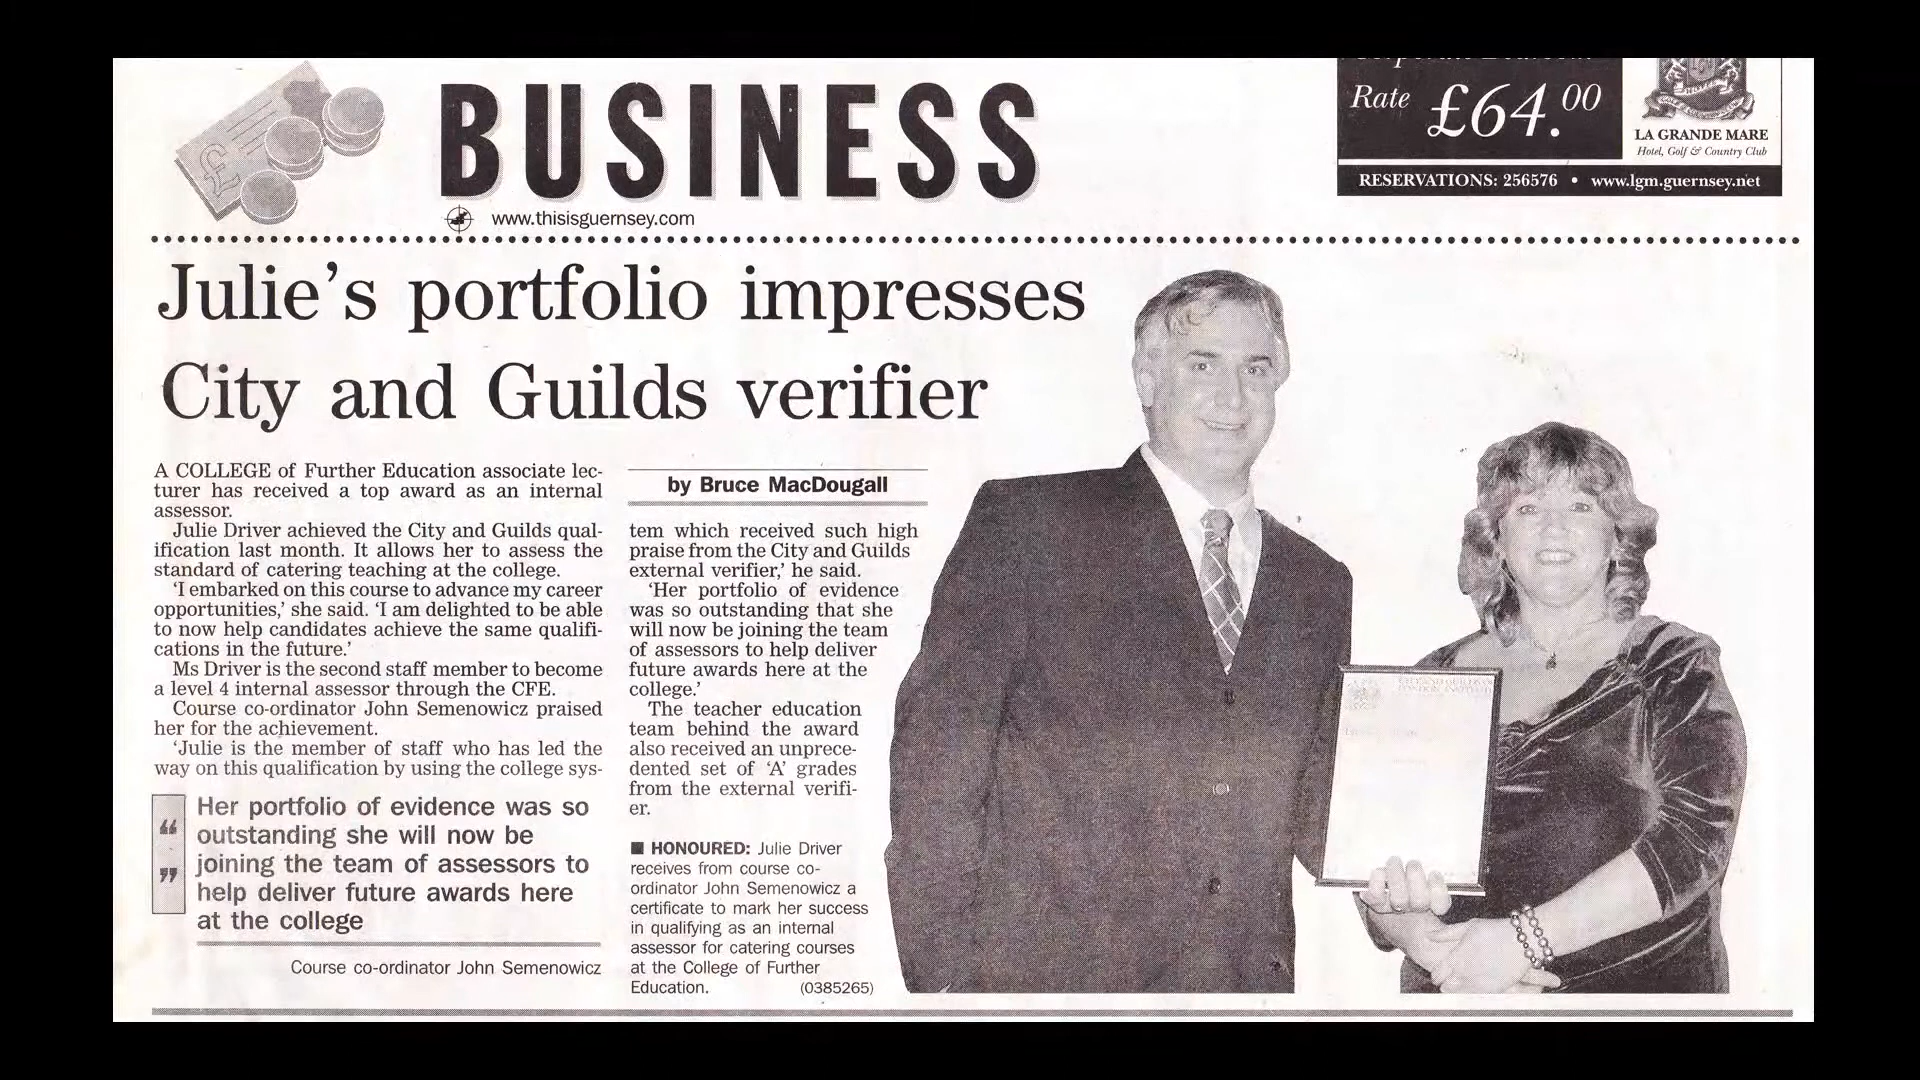 BUSINESS
www.thisisguernsey.com
Rate £64.00
LA GRANDE MARE
Hotel, Golf & Country Club
RESERVATIONS: 256576 • www.lgm.guernsey.net
Julie's portfolio impresses
City and Guilds verifier
A COLLEGE of Further Education associate lec-
turer has received a top award as an internal
assessor.
Julie Driver achieved the City and Guilds qual-
ification last month. It allows her to assess the
standard of catering teaching at the college.
'I embarked on this course to advance my career
opportunities,' she said. 'I am delighted to be able
to now help candidates achieve the same qualifi-
cations in the future.'
Ms Driver is the second staff member to become
a level 4 internal assessor through the CFE.
Course co-ordinator John Semenowicz praised
her for the achievement.
'Julie is the member of staff who has led the
way on this qualification by using the college sys-
“ Her portfolio of evidence was so
outstanding she will now be
joining the team of assessors to
help deliver future awards here
at the college ”
Course co-ordinator John Semenowicz
by Bruce MacDougall
tem which received such high
praise from the City and Guilds
external verifier,' he said.
'Her portfolio of evidence
was so outstanding that she
will now be joining the team
of assessors to help deliver
future awards here at the
college.'
The teacher education
team behind the award
also received an unprece-
dented set of 'A' grades
from the external verifi-
er.
■ HONOURED: Julie Driver
receives from course co-
ordinator John Semenowicz a
certificate to mark her success
in qualifying as an internal
assessor for catering courses
at the College of Further
Education. (0385265)